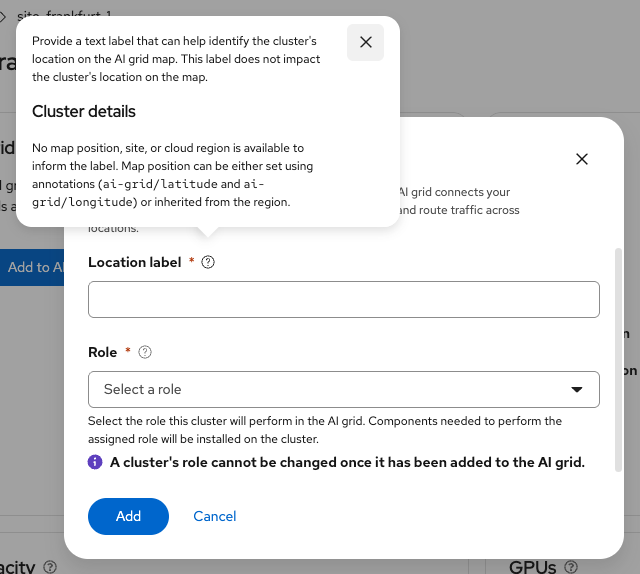 site_frankfurt_1
Provide a text label that can help identify the cluster's
location on the AI grid map. This label does not impact
the cluster's location on the map.
Cluster details
No map position, site, or cloud region is available to
inform the label. Map position can be either set using
annotations (ai-grid/latitude and ai-
grid/longitude) or inherited from the region.
AI grid connects your
and route traffic across
locations.
Add to AI
Location label *
Role *
Select a role
Select the role this cluster will perform in the AI grid. Components needed to perform the
assigned role will be installed on the cluster.
A cluster's role cannot be changed once it has been added to the AI grid.
Add Cancel
GPUs